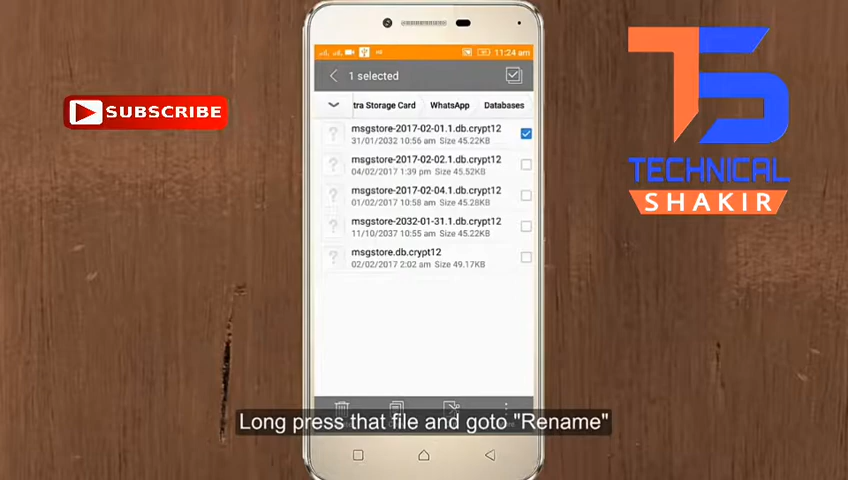 11:24 am
1 selected
tra Storage Card WhatsApp Databases
msgstore-2017-02-01.1.db.crypt12
31/01/2032 10:56 am Size 45.22KB
msgstore-2017-02-02.1.db.crypt12
04/02/2017 1:39 pm Size 45.52KB
msgstore-2017-02-04.1.db.crypt12
01/02/2017 10:58 am Size 45.28KB
msgstore-2032-01-31.1.db.crypt12
11/10/2037 10:55 am Size 45.22KB
msgstore.db.crypt12
02/02/2017 2:02 am Size 49.17KB
SUBSCRIBE
TS
TECHNICAL
SHAKIR
Long press that file and goto "Rename"